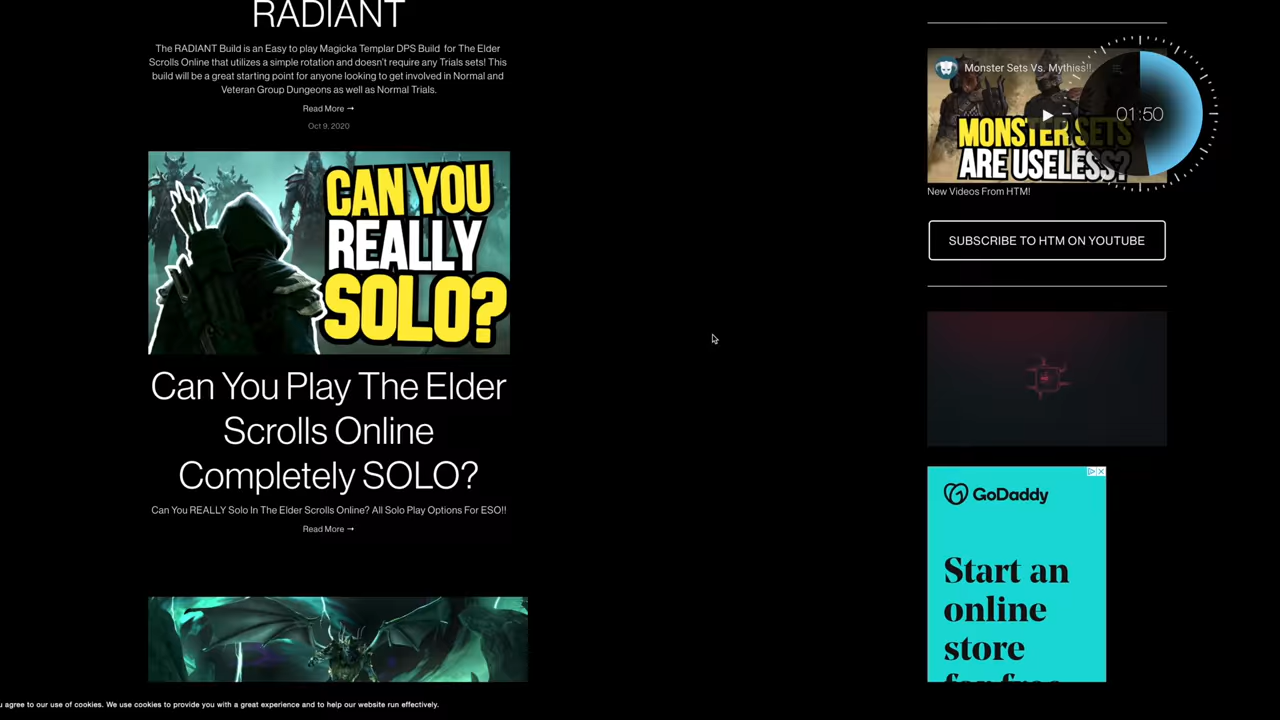 RADIANT
The RADIANT Build is an Easy to play Magicka Templar DPS Build for The Elder
Scrolls Online that utilizes a simple rotation and doesn't require any Trials sets! This
build will be a great starting point for anyone looking to get involved in Normal and
Veteran Group Dungeons as well as Normal Trials.
Read More →
Oct 9, 2020
CAN YOU
REALLY
SOLO?
Can You Play The Elder
Scrolls Online
Completely SOLO?
Can You REALLY Solo In The Elder Scrolls Online? All Solo Play Options For ESO!!
Read More →
Monster Sets Vs. Mythics!!
01:50
MONSTER SETS
ARE USELESS?
New Videos From HTM!
SUBSCRIBE TO HTM ON YOUTUBE
GoDaddy
Start an
online
store
for free
u agree to our use of cookies. We use cookies to provide you with a great experience and to help our website run effectively.